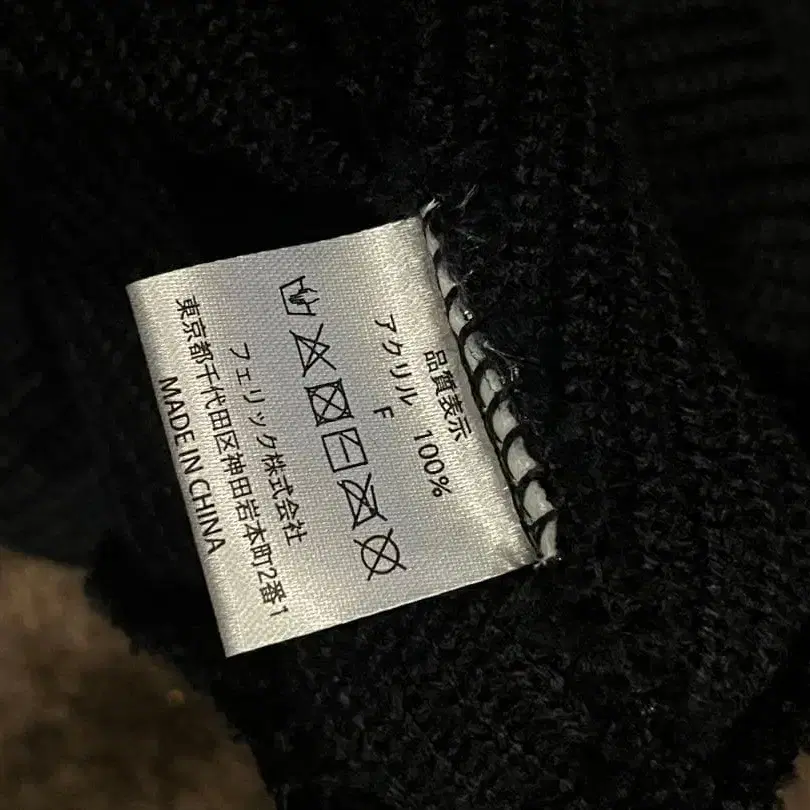 品質表示
アクリル 100%
F
フェリック株式会社
東京都千代田区神田岩本町2番1
MADE IN CHINA